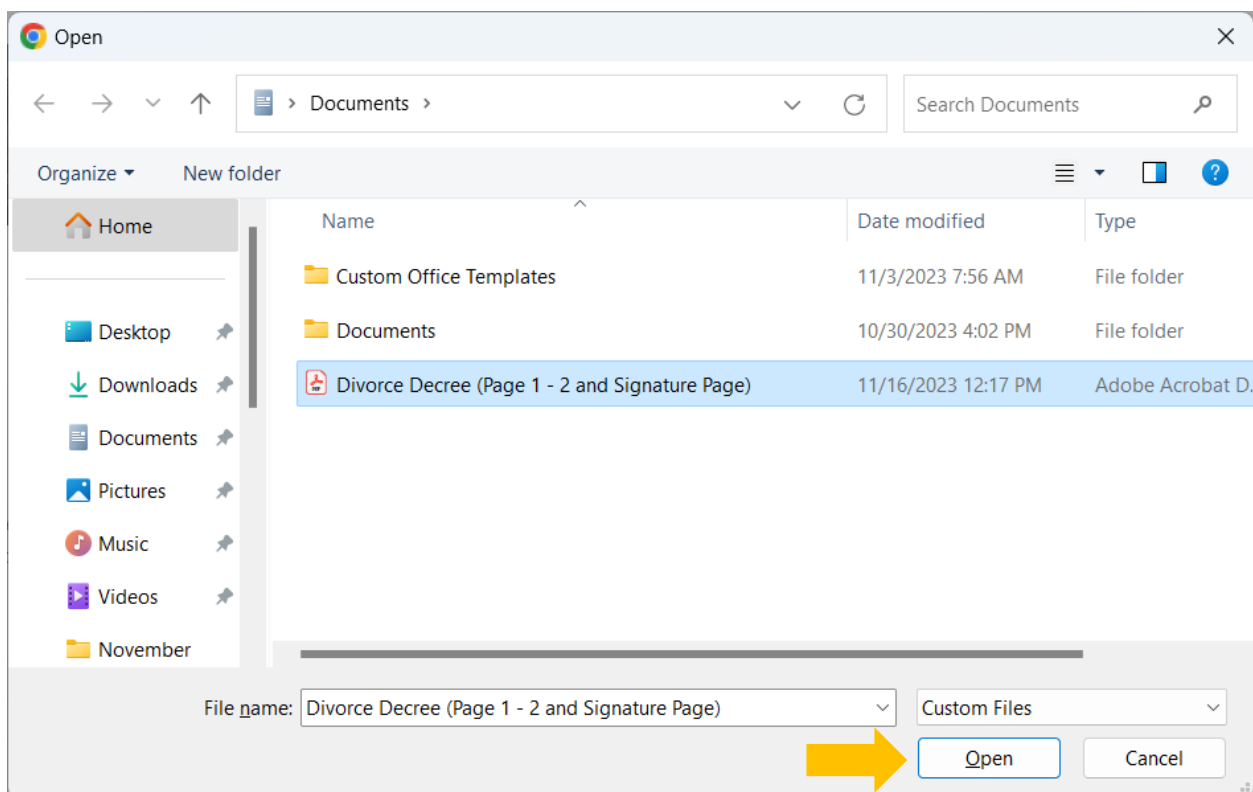 Open
Documents
Search Documents
Organize New folder
?
Home
Name Date modified Type
Custom Office Templates 11/3/2023 7:56 AM File folder
Documents 10/30/2023 4:02 PM File folder
Divorce Decree (Page 1 - 2 and Signature Page) 11/16/2023 12:17 PM Adobe Acrobat D.
Desktop
Downloads
Documents
Pictures
Music
Videos
November
File name: Divorce Decree (Page 1 - 2 and Signature Page) Custom Files
Open Cancel